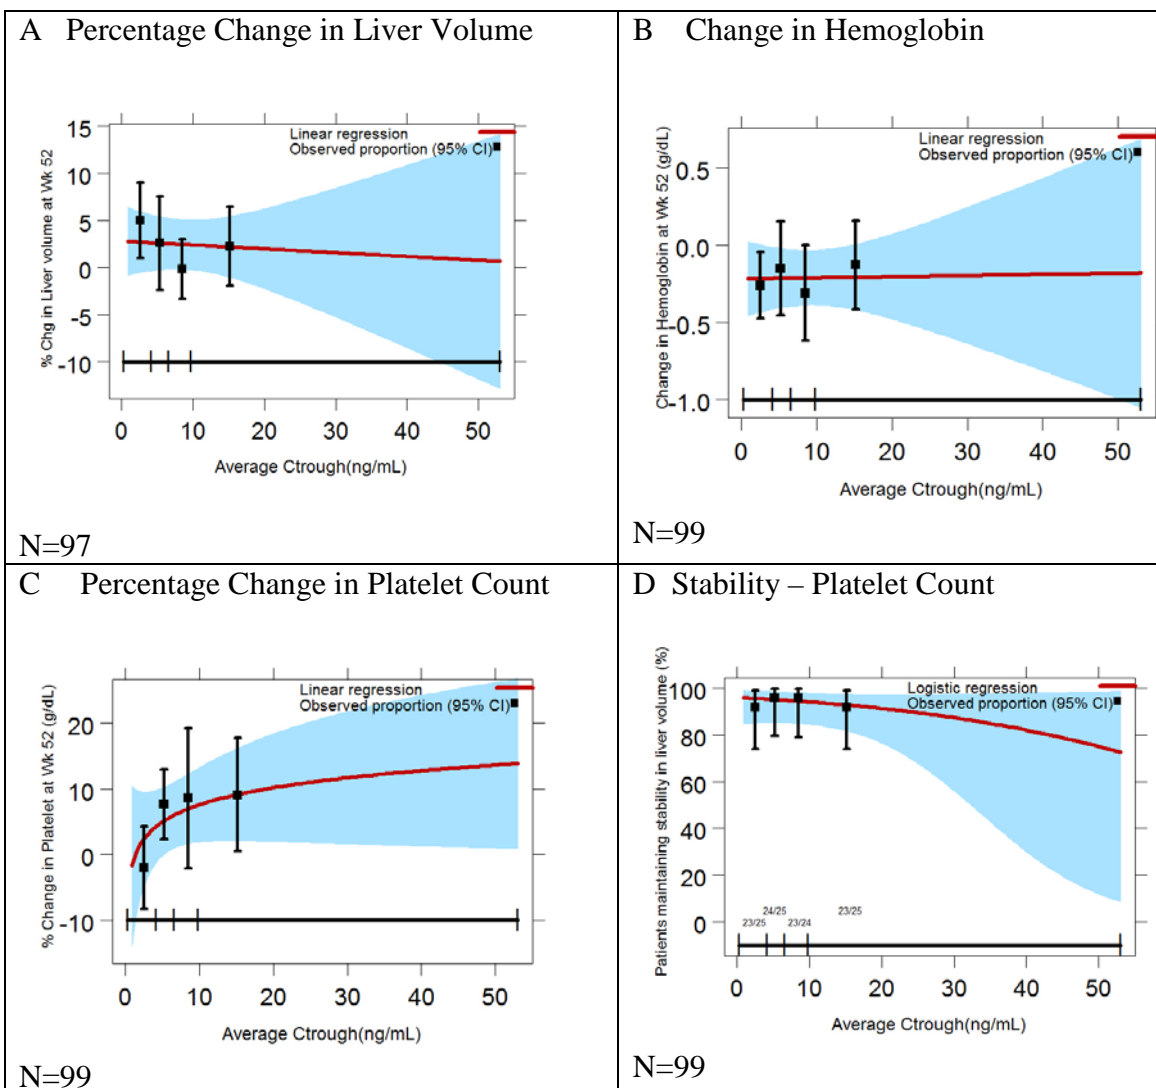 A Percentage Change in Liver Volume
% Chg in Liver volume at Wk 52
15
10
5
0
-10
Linear regression
Observed proportion (95% CI)
0 10 20 30 40 50
Average Ctrough(ng/mL)
N=97
B Change in Hemoglobin
Change in Hemoglobin at Wk 52 (g/dL)
0.5
0.0
-0.5
-1.0
Linear regression
Observed proportion (95% CI)
0 10 20 30 40 50
Average Ctrough(ng/mL)
N=99
C Percentage Change in Platelet Count
% Change in Platelet at Wk 52 (g/dL)
20
10
0
-10
Linear regression
Observed proportion (95% CI)
0 10 20 30 40 50
Average Ctrough(ng/mL)
N=99
D Stability – Platelet Count
Patients maintaining stability in liver volume (%)
100
80
60
40
20
0
Logistic regression
Observed proportion (95% CI)
23/25
24/25
23/24
23/25
0 10 20 30 40 50
Average Ctrough(ng/mL)
N=99